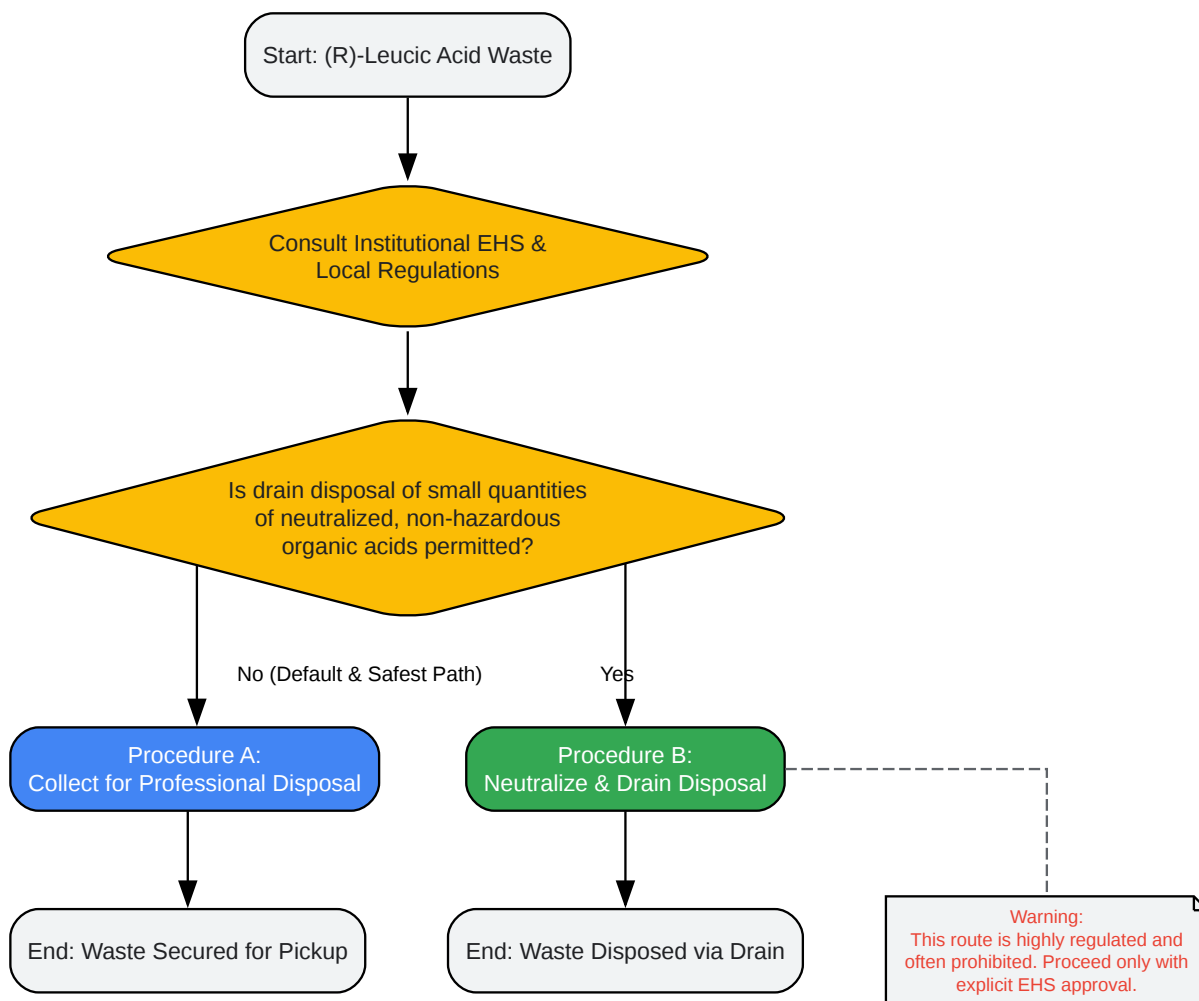 Start: (R)-Leucic Acid Waste
Consult Institutional EHS &
Local Regulations
Is drain disposal of small quantities
of neutralized, non-hazardous
organic acids permitted?
No (Default & Safest Path)
Yes
Procedure A:
Collect for Professional Disposal
Procedure B:
Neutralize & Drain Disposal
End: Waste Secured for Pickup
End: Waste Disposed via Drain
Warning:
This route is highly regulated and
often prohibited. Proceed only with
explicit EHS approval.